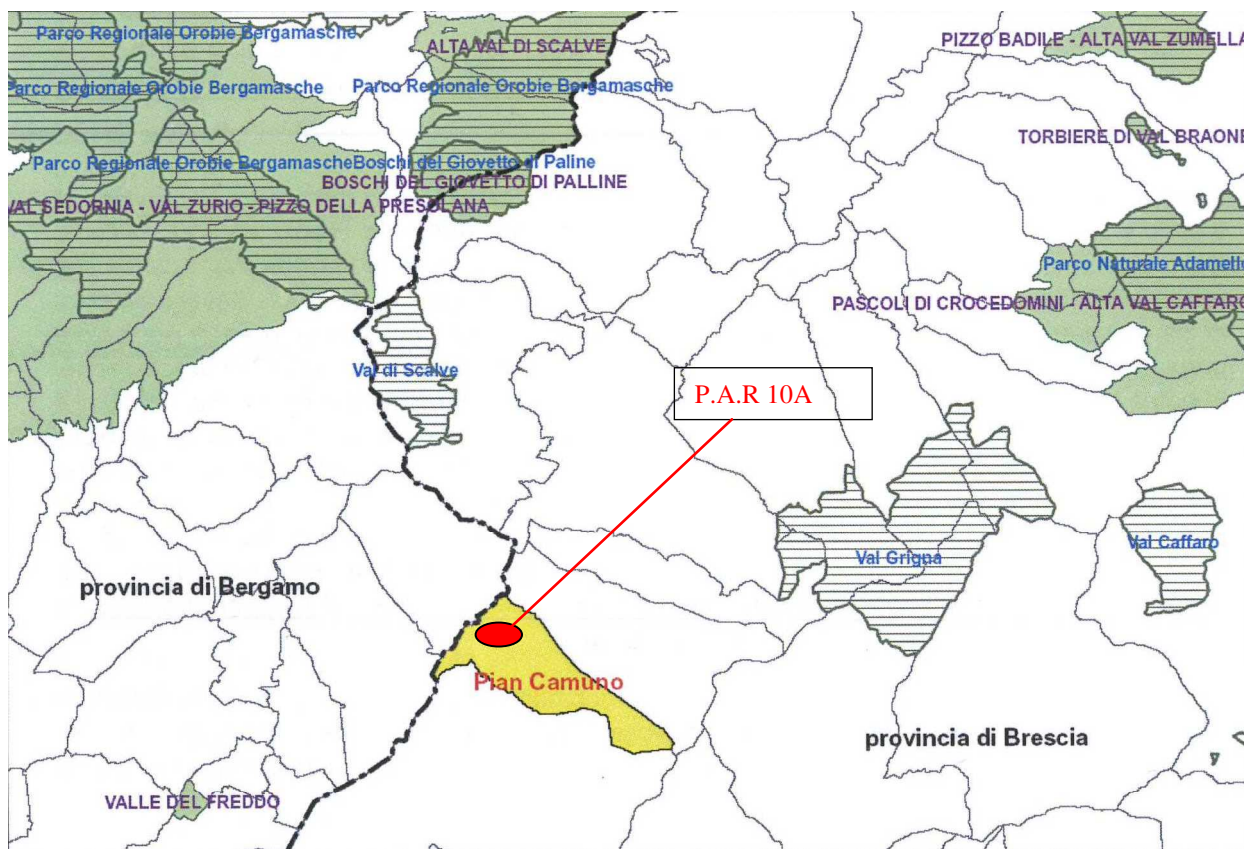 Parco Regionale Orobie Bergamasche
ALTA VAL DI SCALVE
PIZZO BADILE - ALTA VAL ZUMELLA
Parco Regionale Orobie Bergamasche
Parco Regionale Orobie Bergamasche
TORBIERE DI VAL BRAONE
Parco Regionale Orobie Bergamasche
Boschi del Giovetto di Paline
BOSCHI DEL GIOVETTO DI PALLINE
VAL SEDORNIA - VAL ZURIO - PIZZO DELLA PRESOLANA
Parco Naturale Adamello
PASCOLI DI CROCEDOMINI - ALTA VAL CAFFARO
Val di Scalve
P.A.R 10A
Val Caffaro
Val Grigna
provincia di Bergamo
Pian Camuno
provincia di Brescia
VALLE DEL FREDDO